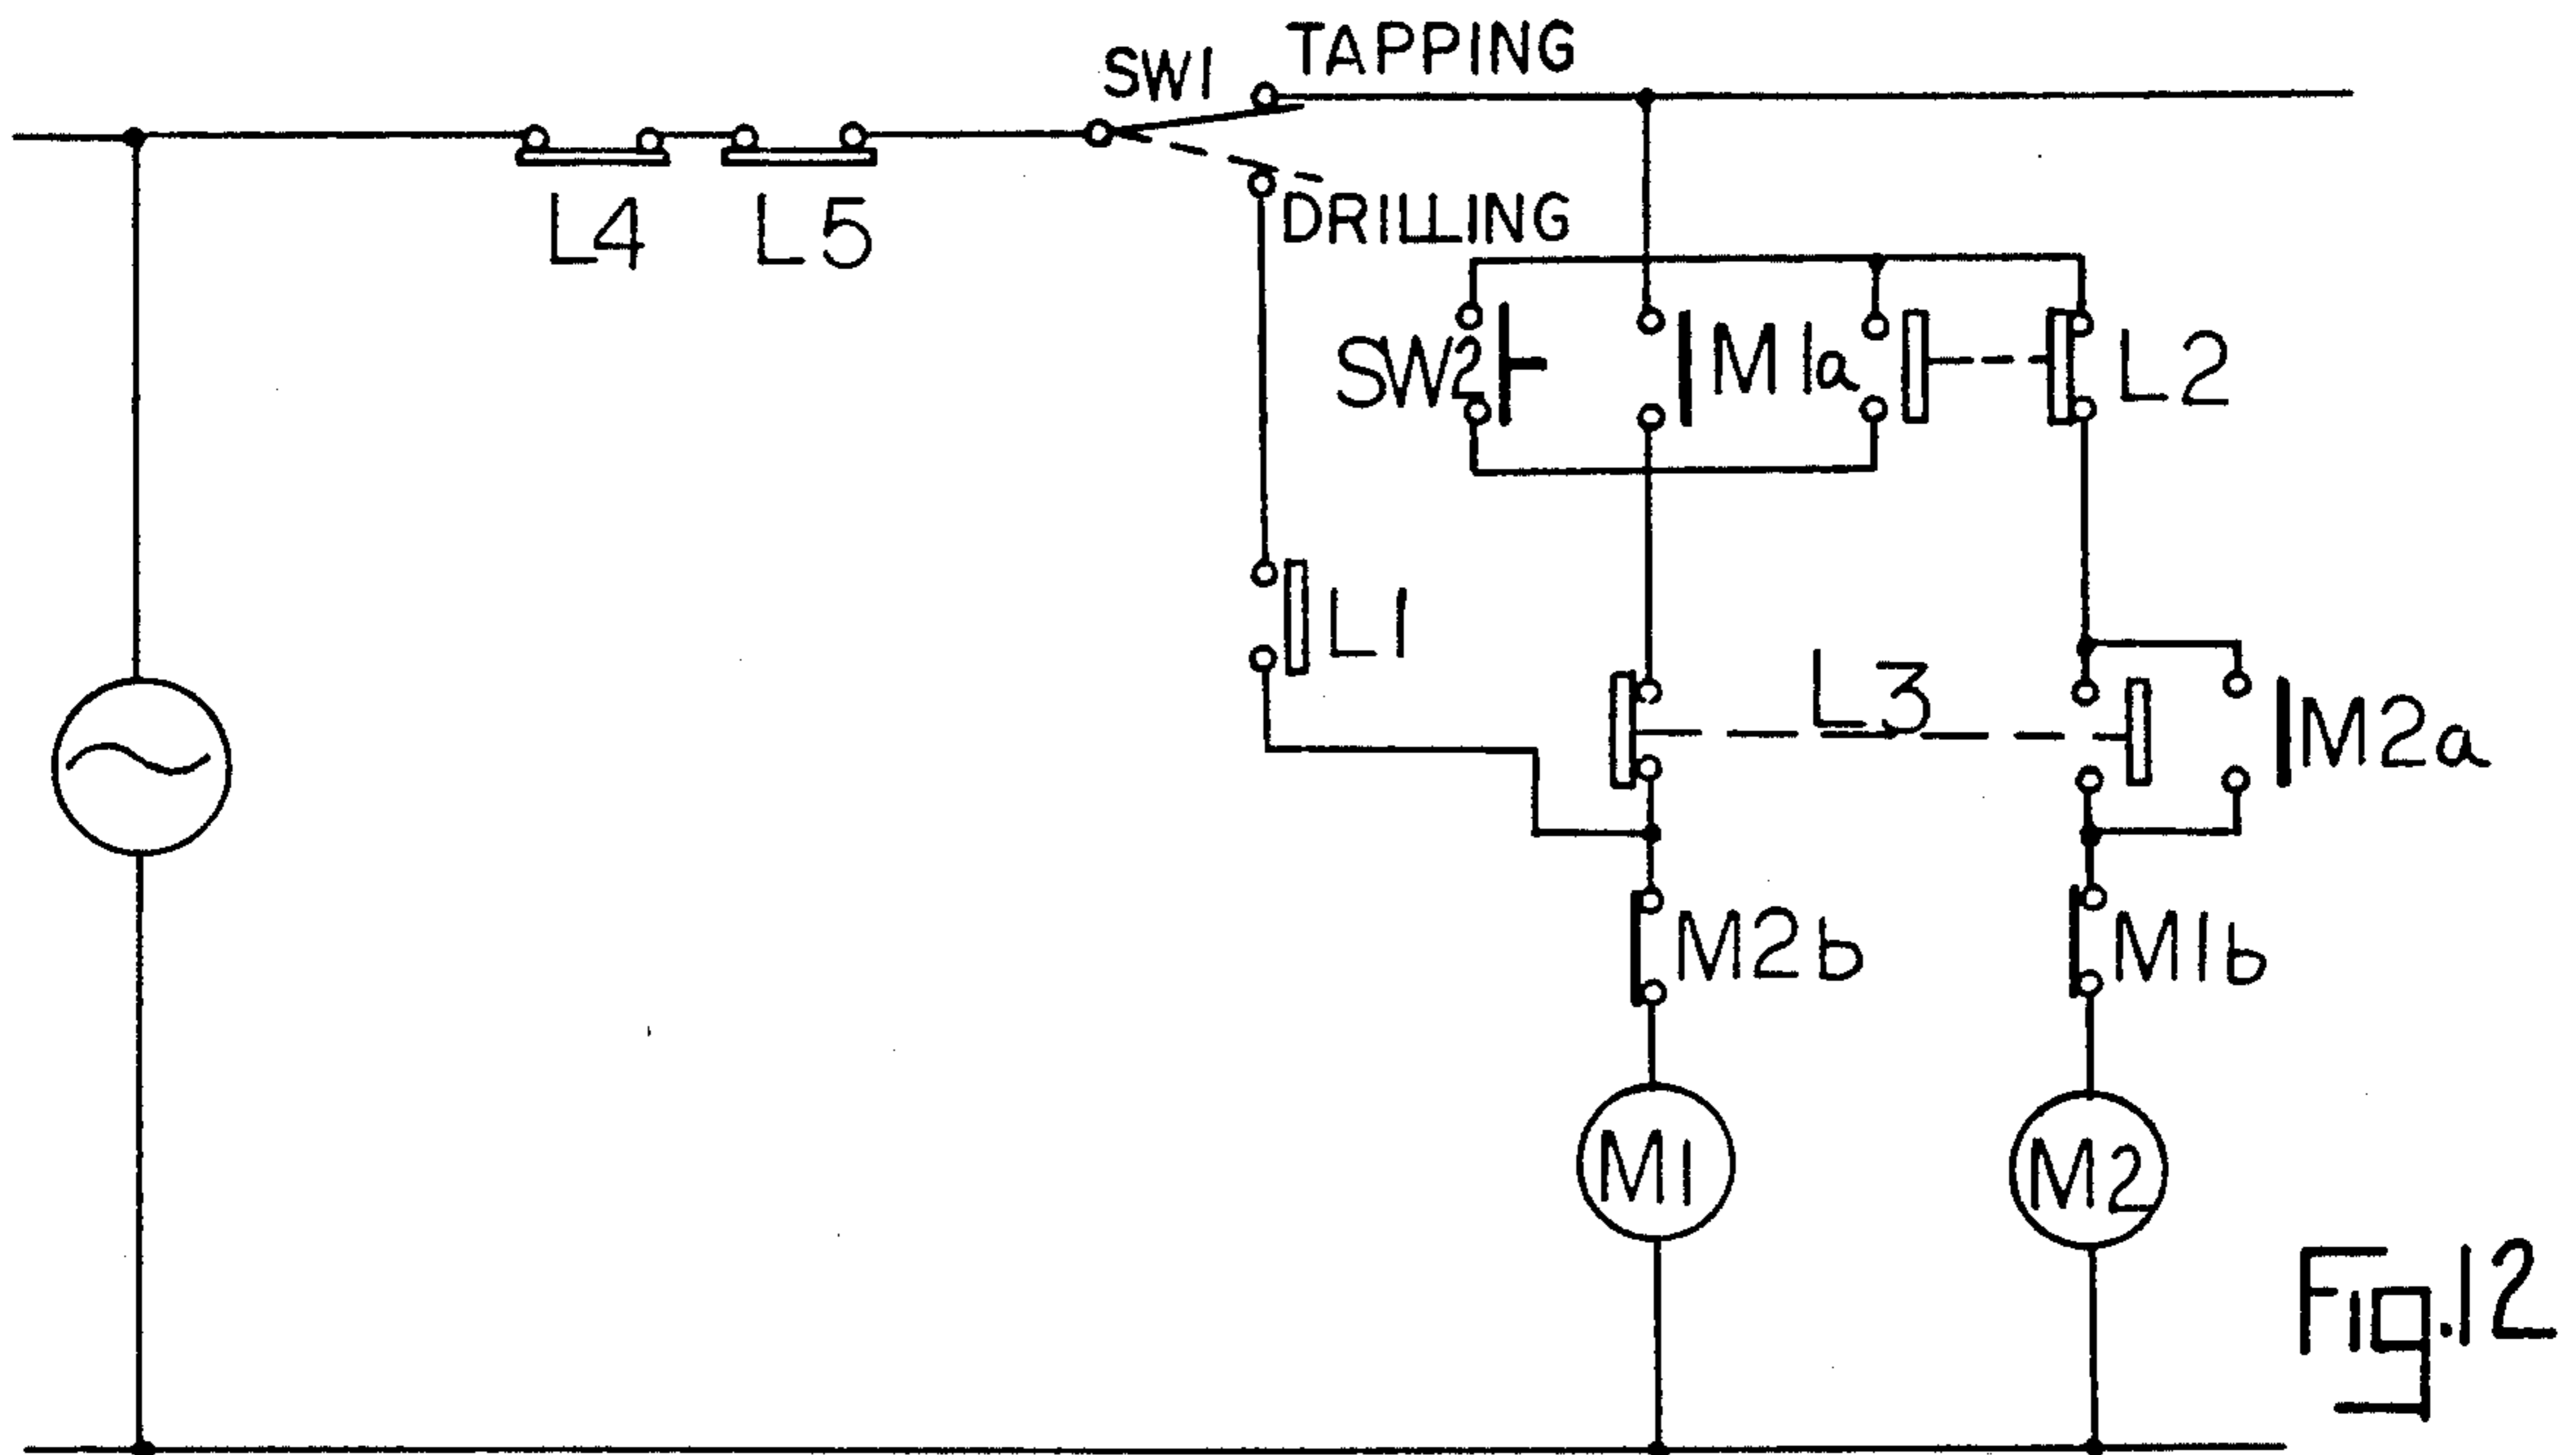 SW1
TAPPING
DRILLING
L4
L5
SW2
M1a
L2
L1
L3
M2a
M2b
M1b
M1
M2
Fig.12